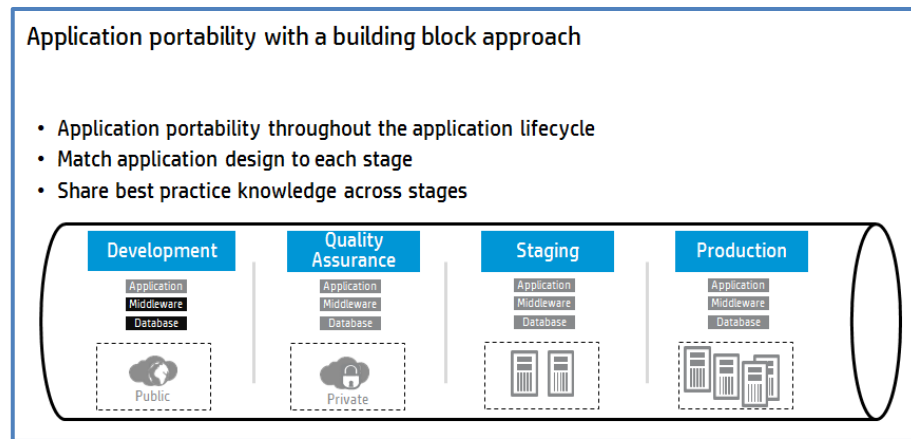 Application portability with a building block approach
• Application portability throughout the application lifecycle
• Match application design to each stage
• Share best practice knowledge across stages
Development
Application
Middleware
Database
Public
Quality
Assurance
Application
Middleware
Database
Private
Staging
Application
Middleware
Database
Production
Application
Middleware
Database